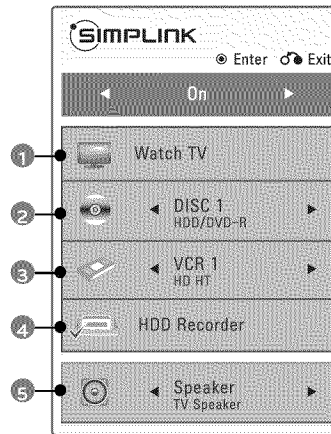 SIMPLINK
Enter Exit
On
1 Watch TV
2 DISC 1
HDD/DVD-R
3 VCR 1
HD HT
4 HDD Recorder
5 Speaker
TV Speaker